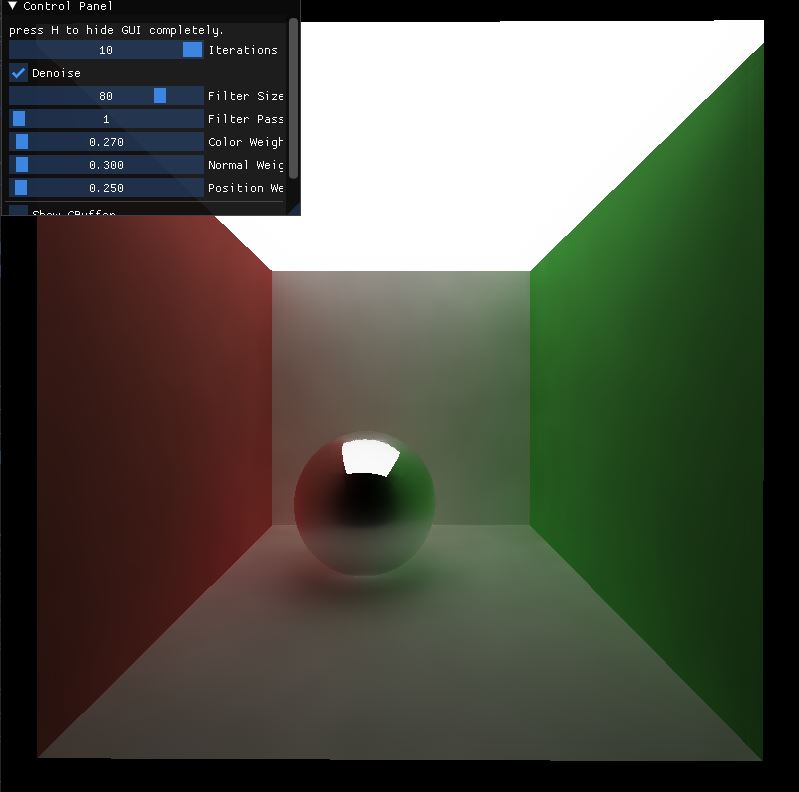 Control Panel
press H to hide GUI completely.
10 Iterations
Denoise
80 Filter Size
1 Filter Pass
0.270 Color Weigh
0.300 Normal Weig
0.250 Position We
Show GBuffer